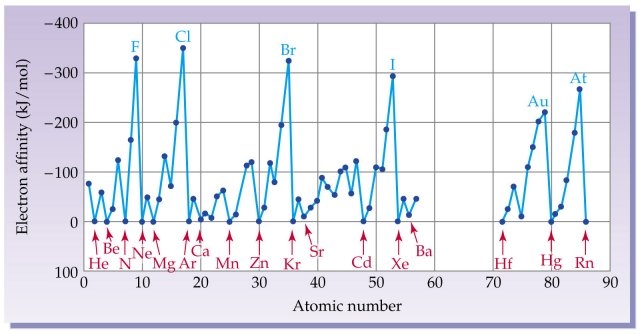 Electron affinity (kJ/mol)
−400
−300
−200
−100
0
100
F
Cl
Br
I
Au
At
He
Be
N
Ne
Mg
Ar
Ca
Mn
Zn
Kr
Sr
Cd
Xe
Ba
Hf
Hg
Rn
0 10 20 30 40 50 60 70 80 90
Atomic number